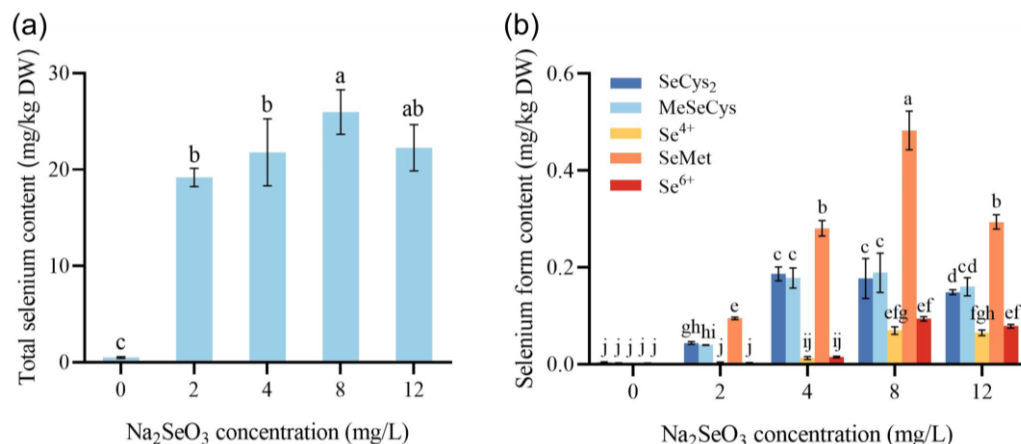 (a)
Total selenium content (mg/kg DW)
30
20
10
0
c
b
b
a
ab
0 2 4 8 12
Na₂SeO₃ concentration (mg/L)
(b)
Selenium form content (mg/kg DW)
0.6
0.4
0.2
0.0
SeCys₂
MeSeCys
Se⁴⁺
SeMet
Se⁶⁺
j j j j j
gh hi j e j
c c ij b ij
c c efg a ef
d cd fgh b ef
0 2 4 8 12
Na₂SeO₃ concentration (mg/L)